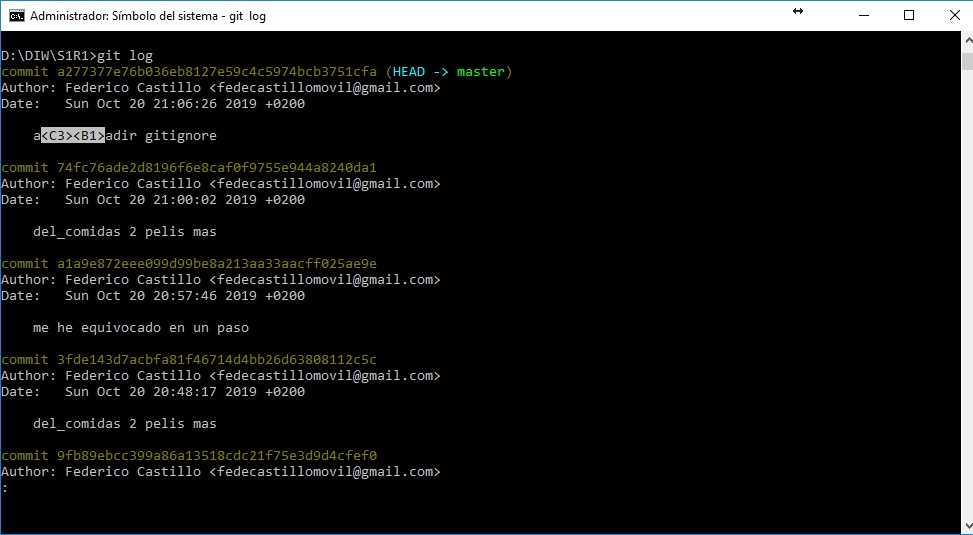 Administrador: Símbolo del sistema - git  log
D:\DIW\S1R1>git log
commit a277377e76b036eb8127e59c4c5974bcb3751cfa (HEAD -> master)
Author: Federico Castillo <fedecastillomovil@gmail.com>
Date:   Sun Oct 20 21:06:26 2019 +0200
a<C3><B1>adir gitignore
commit 74fc76ade2d8196f6e8caf0f9755e944a8240da1
Author: Federico Castillo <fedecastillomovil@gmail.com>
Date:   Sun Oct 20 21:00:02 2019 +0200
del_comidas 2 pelis mas
commit a1a9e872eee099d99be8a213aa33aacff025ae9e
Author: Federico Castillo <fedecastillomovil@gmail.com>
Date:   Sun Oct 20 20:57:46 2019 +0200
me he equivocado en un paso
commit 3fde143d7acbfa81f46714d4bb26d63808112c5c
Author: Federico Castillo <fedecastillomovil@gmail.com>
Date:   Sun Oct 20 20:48:17 2019 +0200
del_comidas 2 pelis mas
commit 9fb89ebcc399a86a13518cdc21f75e3d9d4cfef0
Author: Federico Castillo <fedecastillomovil@gmail.com>
: